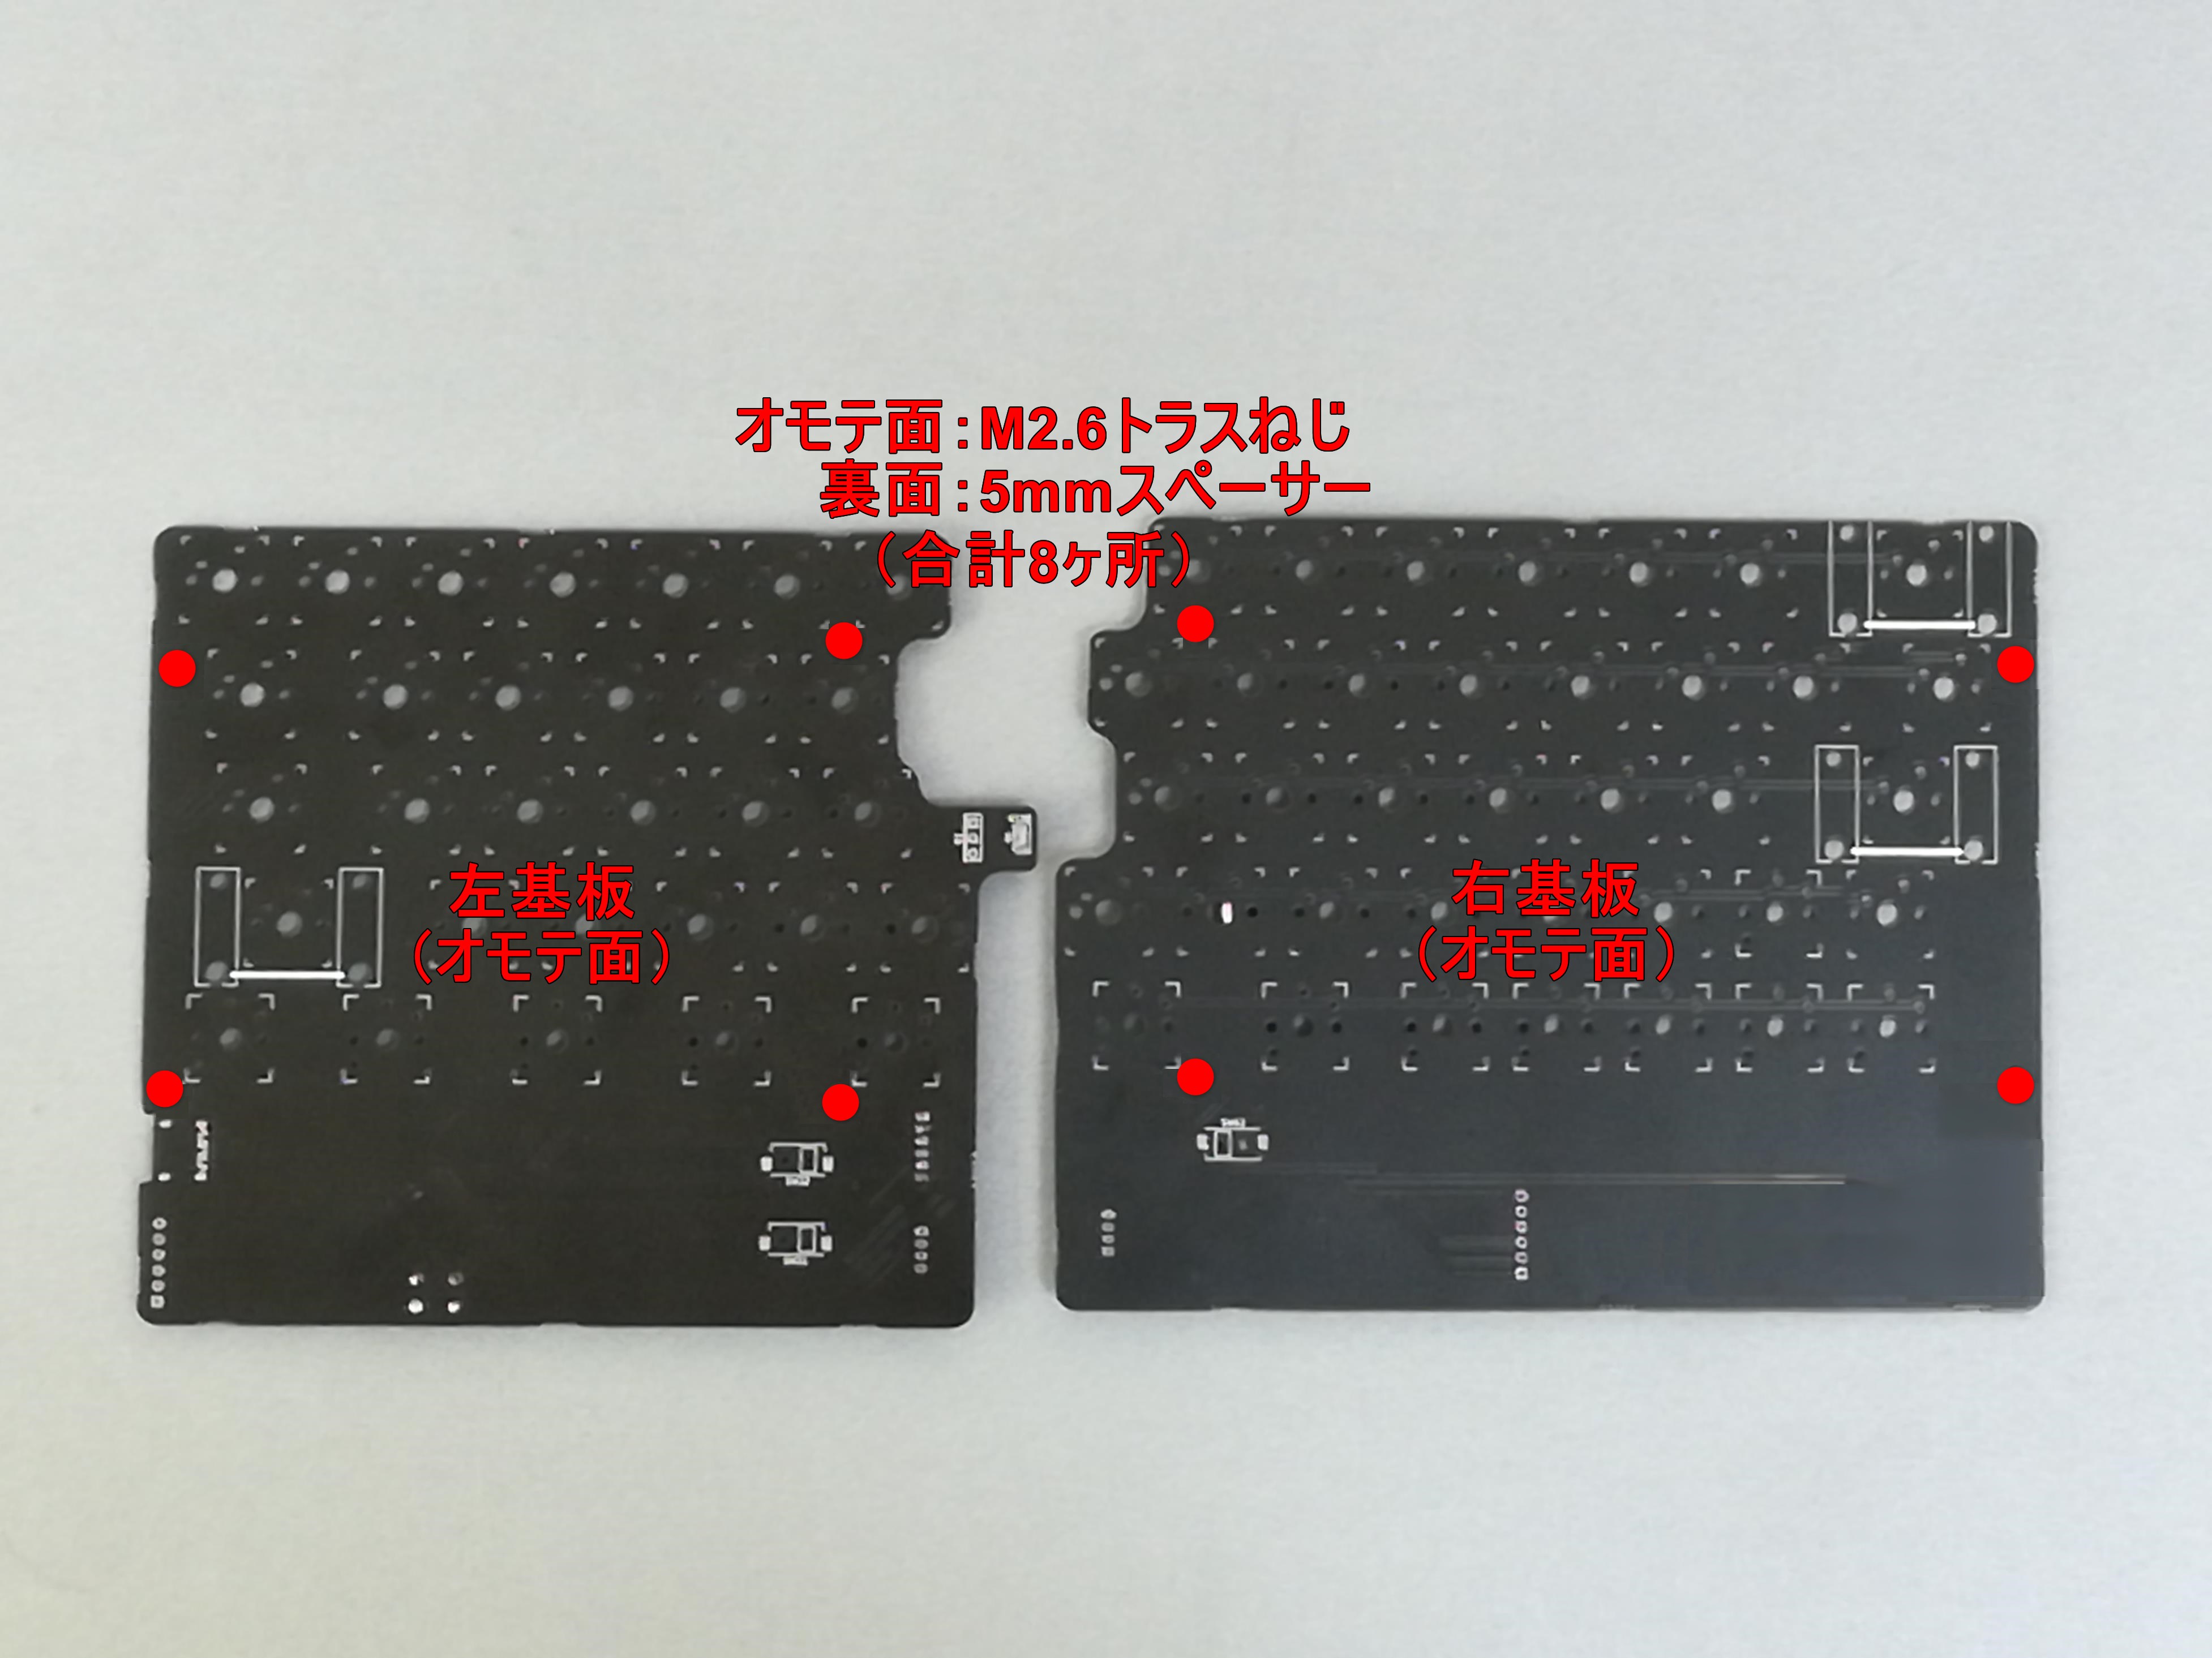 オモテ面：M2.6トラスねじ
裏面：5mmスペーサー
（合計8ヶ所）
左基板
（オモテ面）
右基板
（オモテ面）